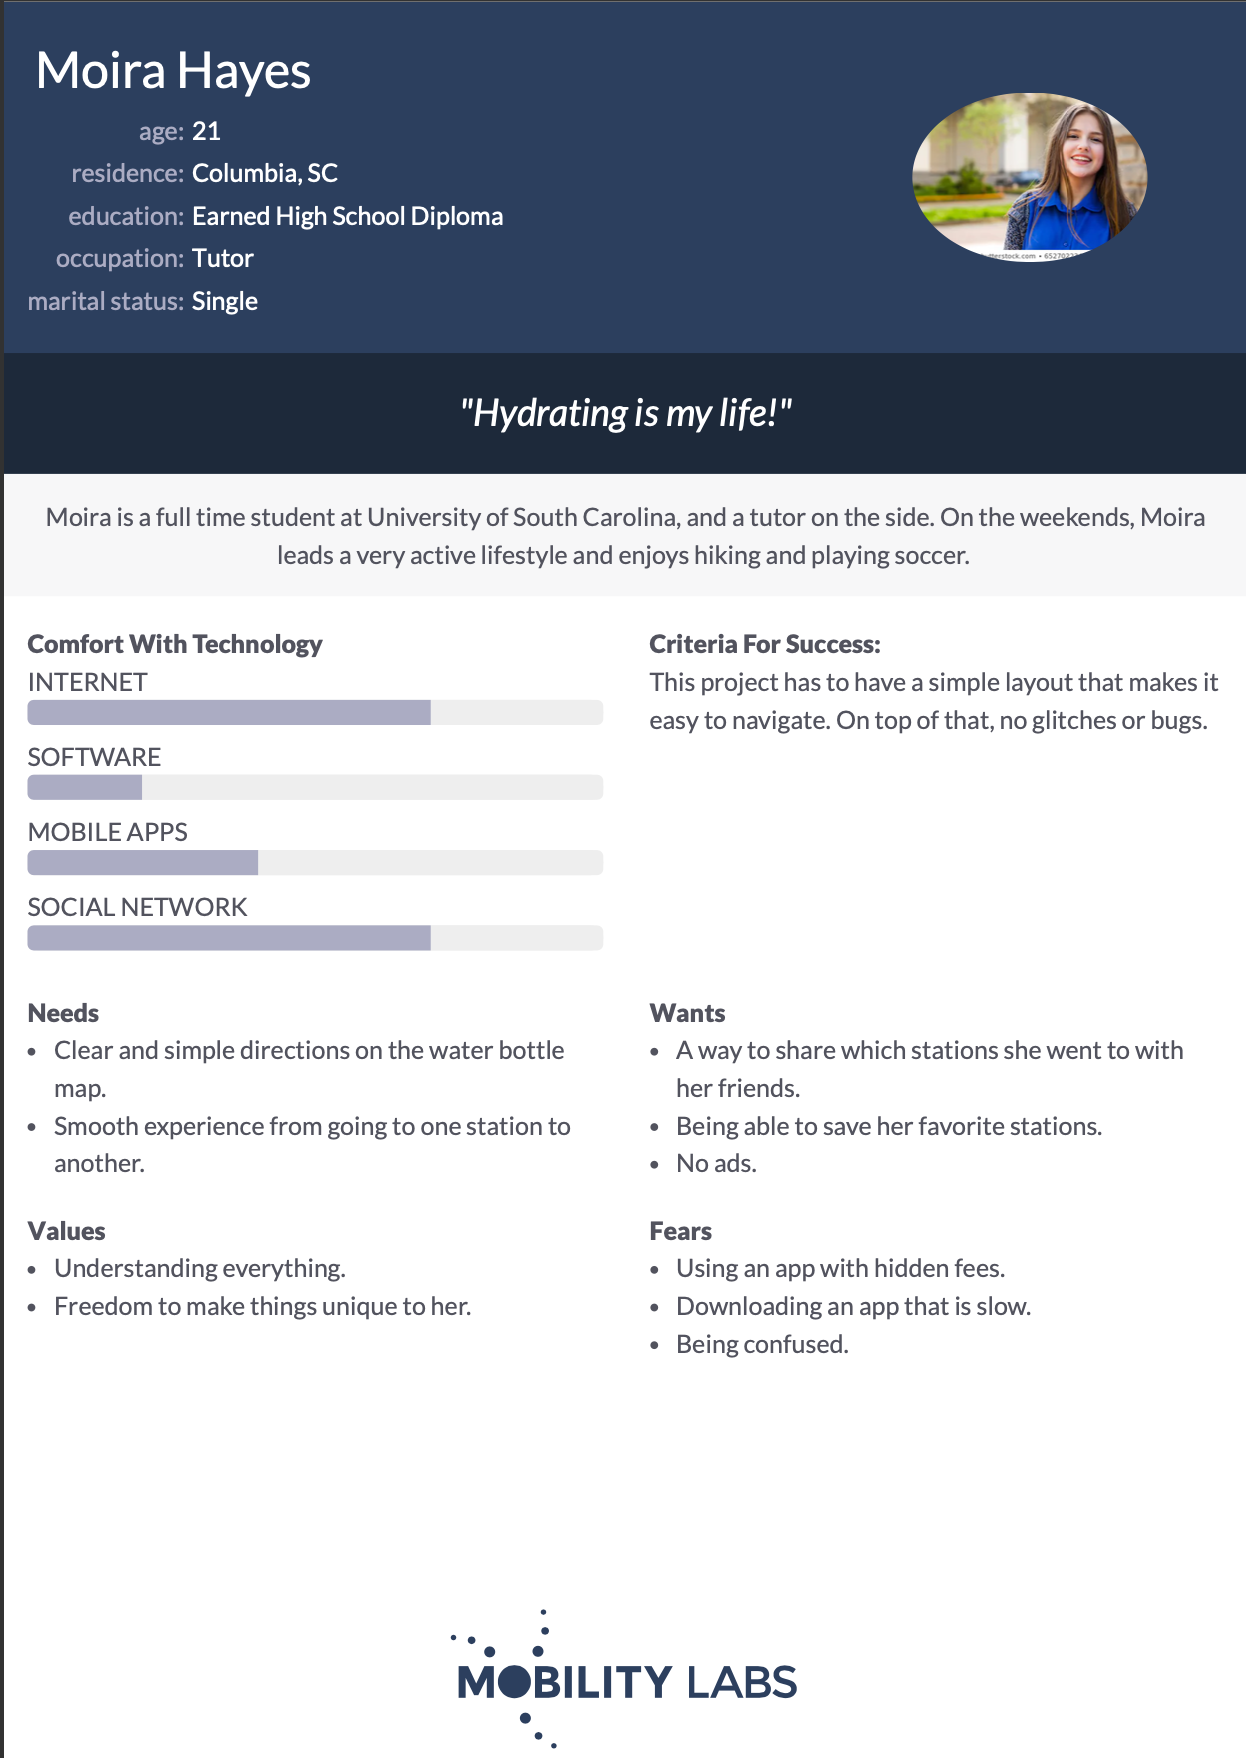 Moira Hayes
age: 21
residence: Columbia, SC
education: Earned High School Diploma
occupation: Tutor
marital status: Single
"Hydrating is my life!"
Moira is a full time student at University of South Carolina, and a tutor on the side. On the weekends, Moira
leads a very active lifestyle and enjoys hiking and playing soccer.
Comfort With Technology
INTERNET
SOFTWARE
MOBILE APPS
SOCIAL NETWORK
Criteria For Success:
This project has to have a simple layout that makes it
easy to navigate. On top of that, no glitches or bugs.
Needs
• Clear and simple directions on the water bottle
map.
• Smooth experience from going to one station to
another.
Wants
• A way to share which stations she went to with
her friends.
• Being able to save her favorite stations.
• No ads.
Values
• Understanding everything.
• Freedom to make things unique to her.
Fears
• Using an app with hidden fees.
• Downloading an app that is slow.
• Being confused.
MOBILITY LABS